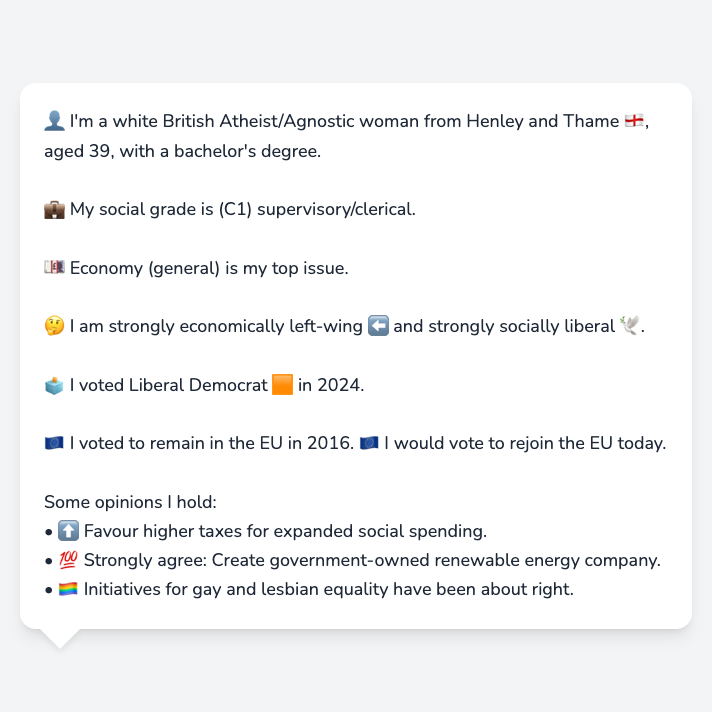 👤 I'm a white British Atheist/Agnostic woman from Henley and Thame 🏴󠁧󠁢󠁥󠁮󠁧󠁿,
aged 39, with a bachelor's degree.
💼 My social grade is (C1) supervisory/clerical.
💷 Economy (general) is my top issue.
🤔 I am strongly economically left-wing ⬅️ and strongly socially liberal 🕊️.
🗳️ I voted Liberal Democrat 🟧 in 2024.
🇪🇺 I voted to remain in the EU in 2016. 🇪🇺 I would vote to rejoin the EU today.
Some opinions I hold:
• ⬆️ Favour higher taxes for expanded social spending.
• 💯 Strongly agree: Create government-owned renewable energy company.
• 🏳️‍🌈 Initiatives for gay and lesbian equality have been about right.